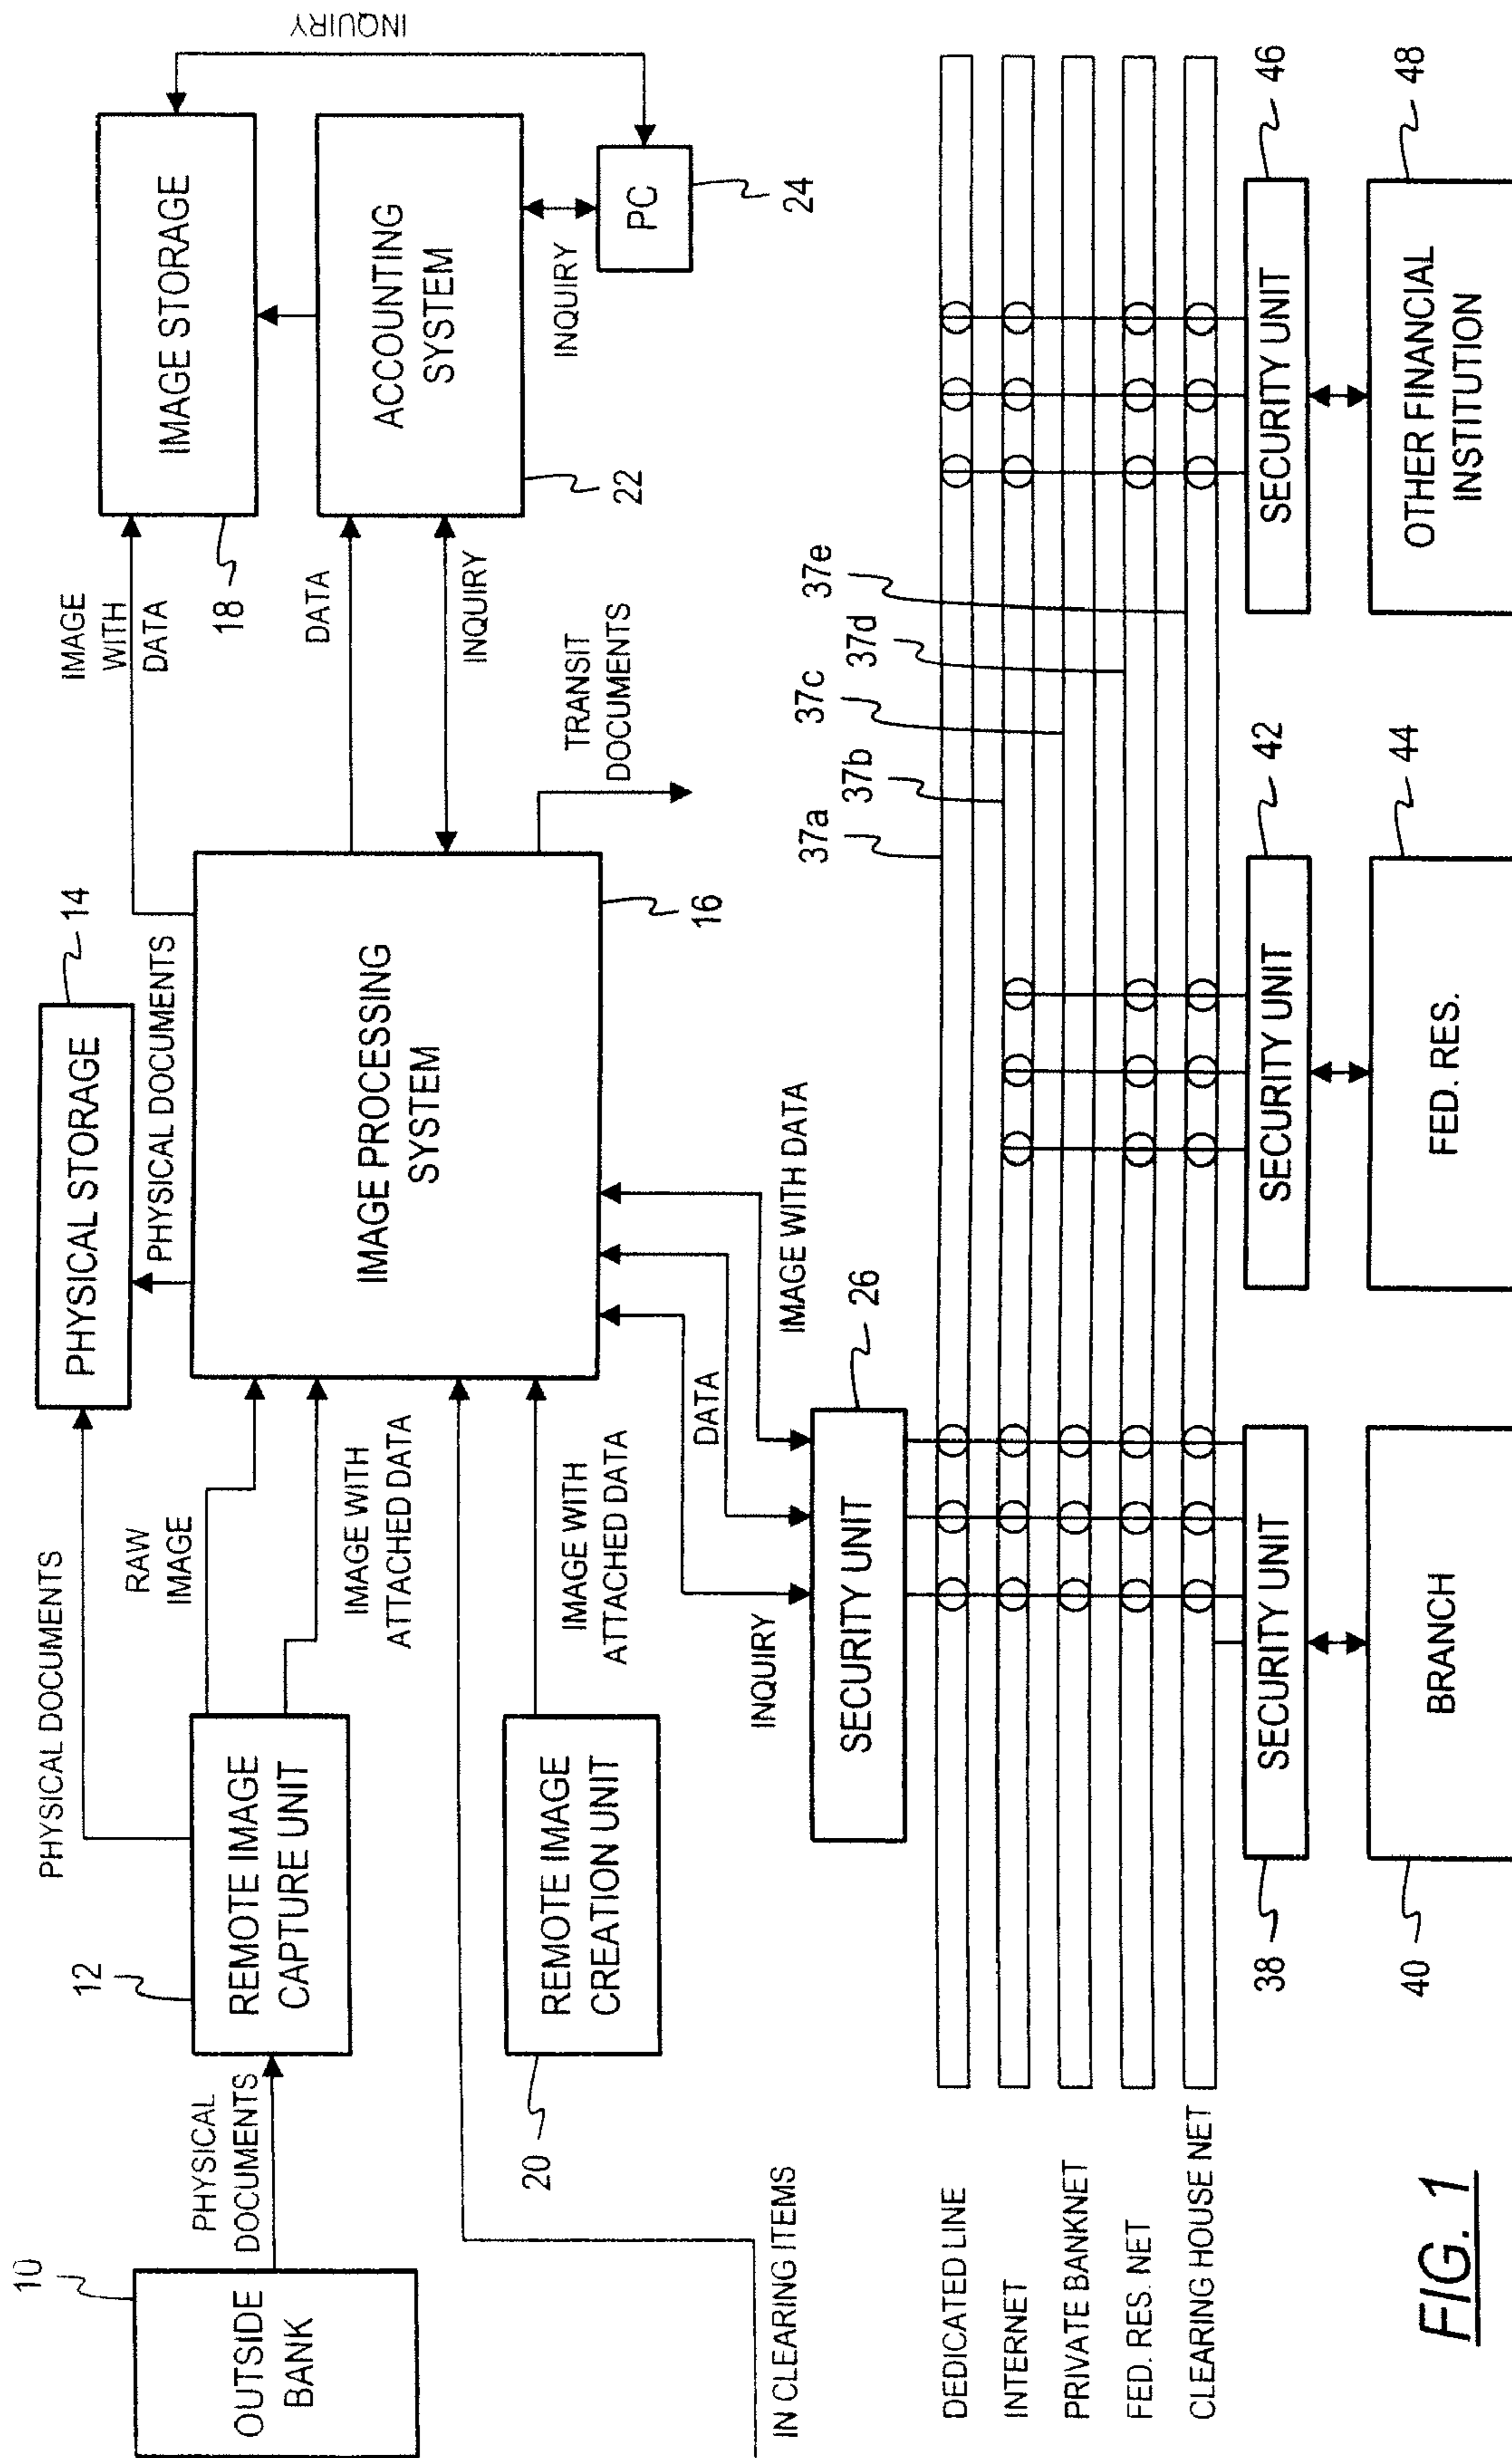 10
OUTSIDE
BANK
PHYSICAL
DOCUMENTS
12
REMOTE IMAGE
CAPTURE UNIT
PHYSICAL DOCUMENTS
RAW
IMAGE
IMAGE WITH
ATTACHED DATA
PHYSICAL STORAGE
14
PHYSICAL DOCUMENTS
IMAGE PROCESSING
SYSTEM
16
IMAGE
WITH
DATA
IMAGE STORAGE
18
INQUIRY
DATA
INQUIRY
ACCOUNTING
SYSTEM
22
INQUIRY
PC
24
TRANSIT
DOCUMENTS
REMOTE IMAGE
CREATION UNIT
20
IMAGE WITH
ATTACHED DATA
IN CLEARING ITEMS
INQUIRY
DATA
IMAGE WITH DATA
SECURITY UNIT
26
37a
37b
37c
37d
37e
DEDICATED LINE
INTERNET
PRIVATE BANKNET
FED. RES. NET
CLEARING HOUSE NET
SECURITY UNIT
38
SECURITY UNIT
42
SECURITY UNIT
46
BRANCH
40
FED. RES.
44
OTHER FINANCIAL
INSTITUTION
48
FIG. 1